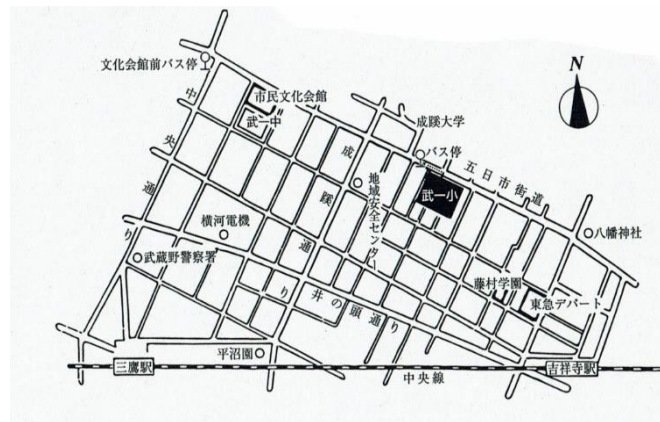 文化会館前バス停
N
市民文化会館
武一中
成蹊大学
バス停
五日市街道
中央通り
成蹊通り
地域安全センター
武一小
八幡神社
横河電機
武蔵野警察署
藤村学園
東急デパート
井の頭通り
平沼園
三鷹駅
中央線
吉祥寺駅